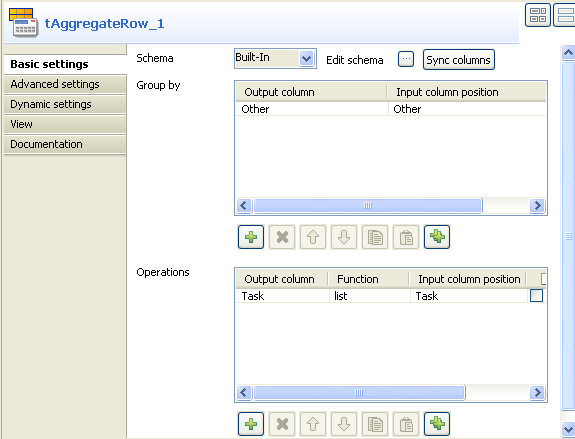 tAggregateRow_1
Basic settings
Advanced settings
Dynamic settings
View
Documentation
Schema Built-In Edit schema ... Sync columns
Group by
Output column Input column position
Other Other
Operations
Output column Function Input column position
Task list Task